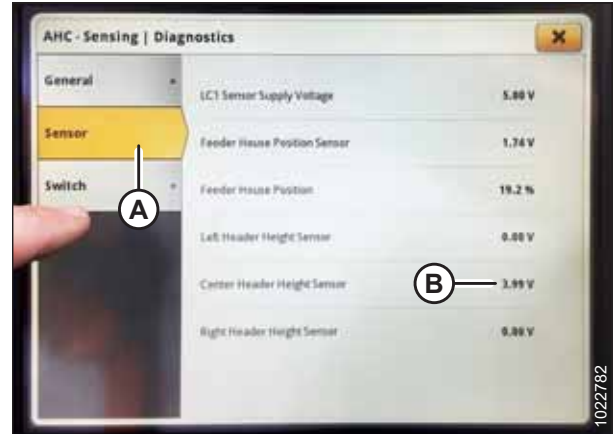 AHC - Sensing | Diagnostics
General
Sensor
Switch
A
LC1 Sensor Supply Voltage 5.00 V
Feeder House Position Sensor 1.74 V
Feeder House Position 19.2 %
Left Header Height Sensor 0.00 V
Center Header Height Sensor B 3.99 V
Right Header Height Sensor 0.00 V
1022782